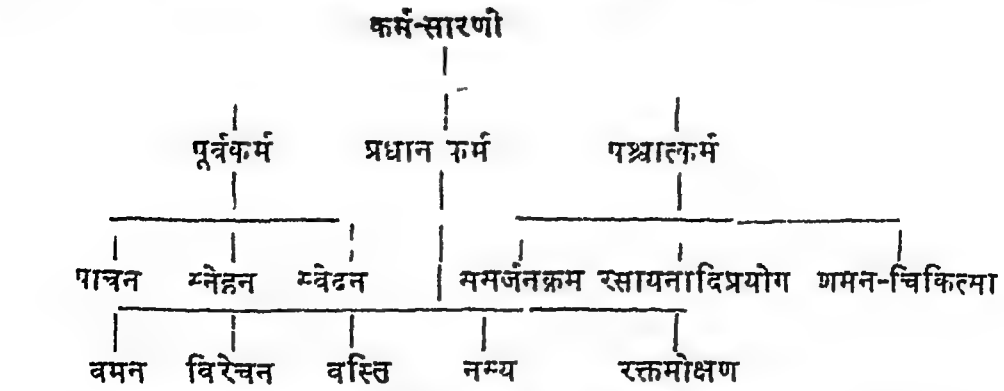 कर्म-सारणी
पूर्वकर्म प्रधान कर्म पश्चात्कर्म
पाचन स्नेहन स्वेदन समर्जनक्रम रसायनादिप्रयोग शमन-चिकित्सा
वमन विरेचन वस्ति नस्य रक्तमोक्षण